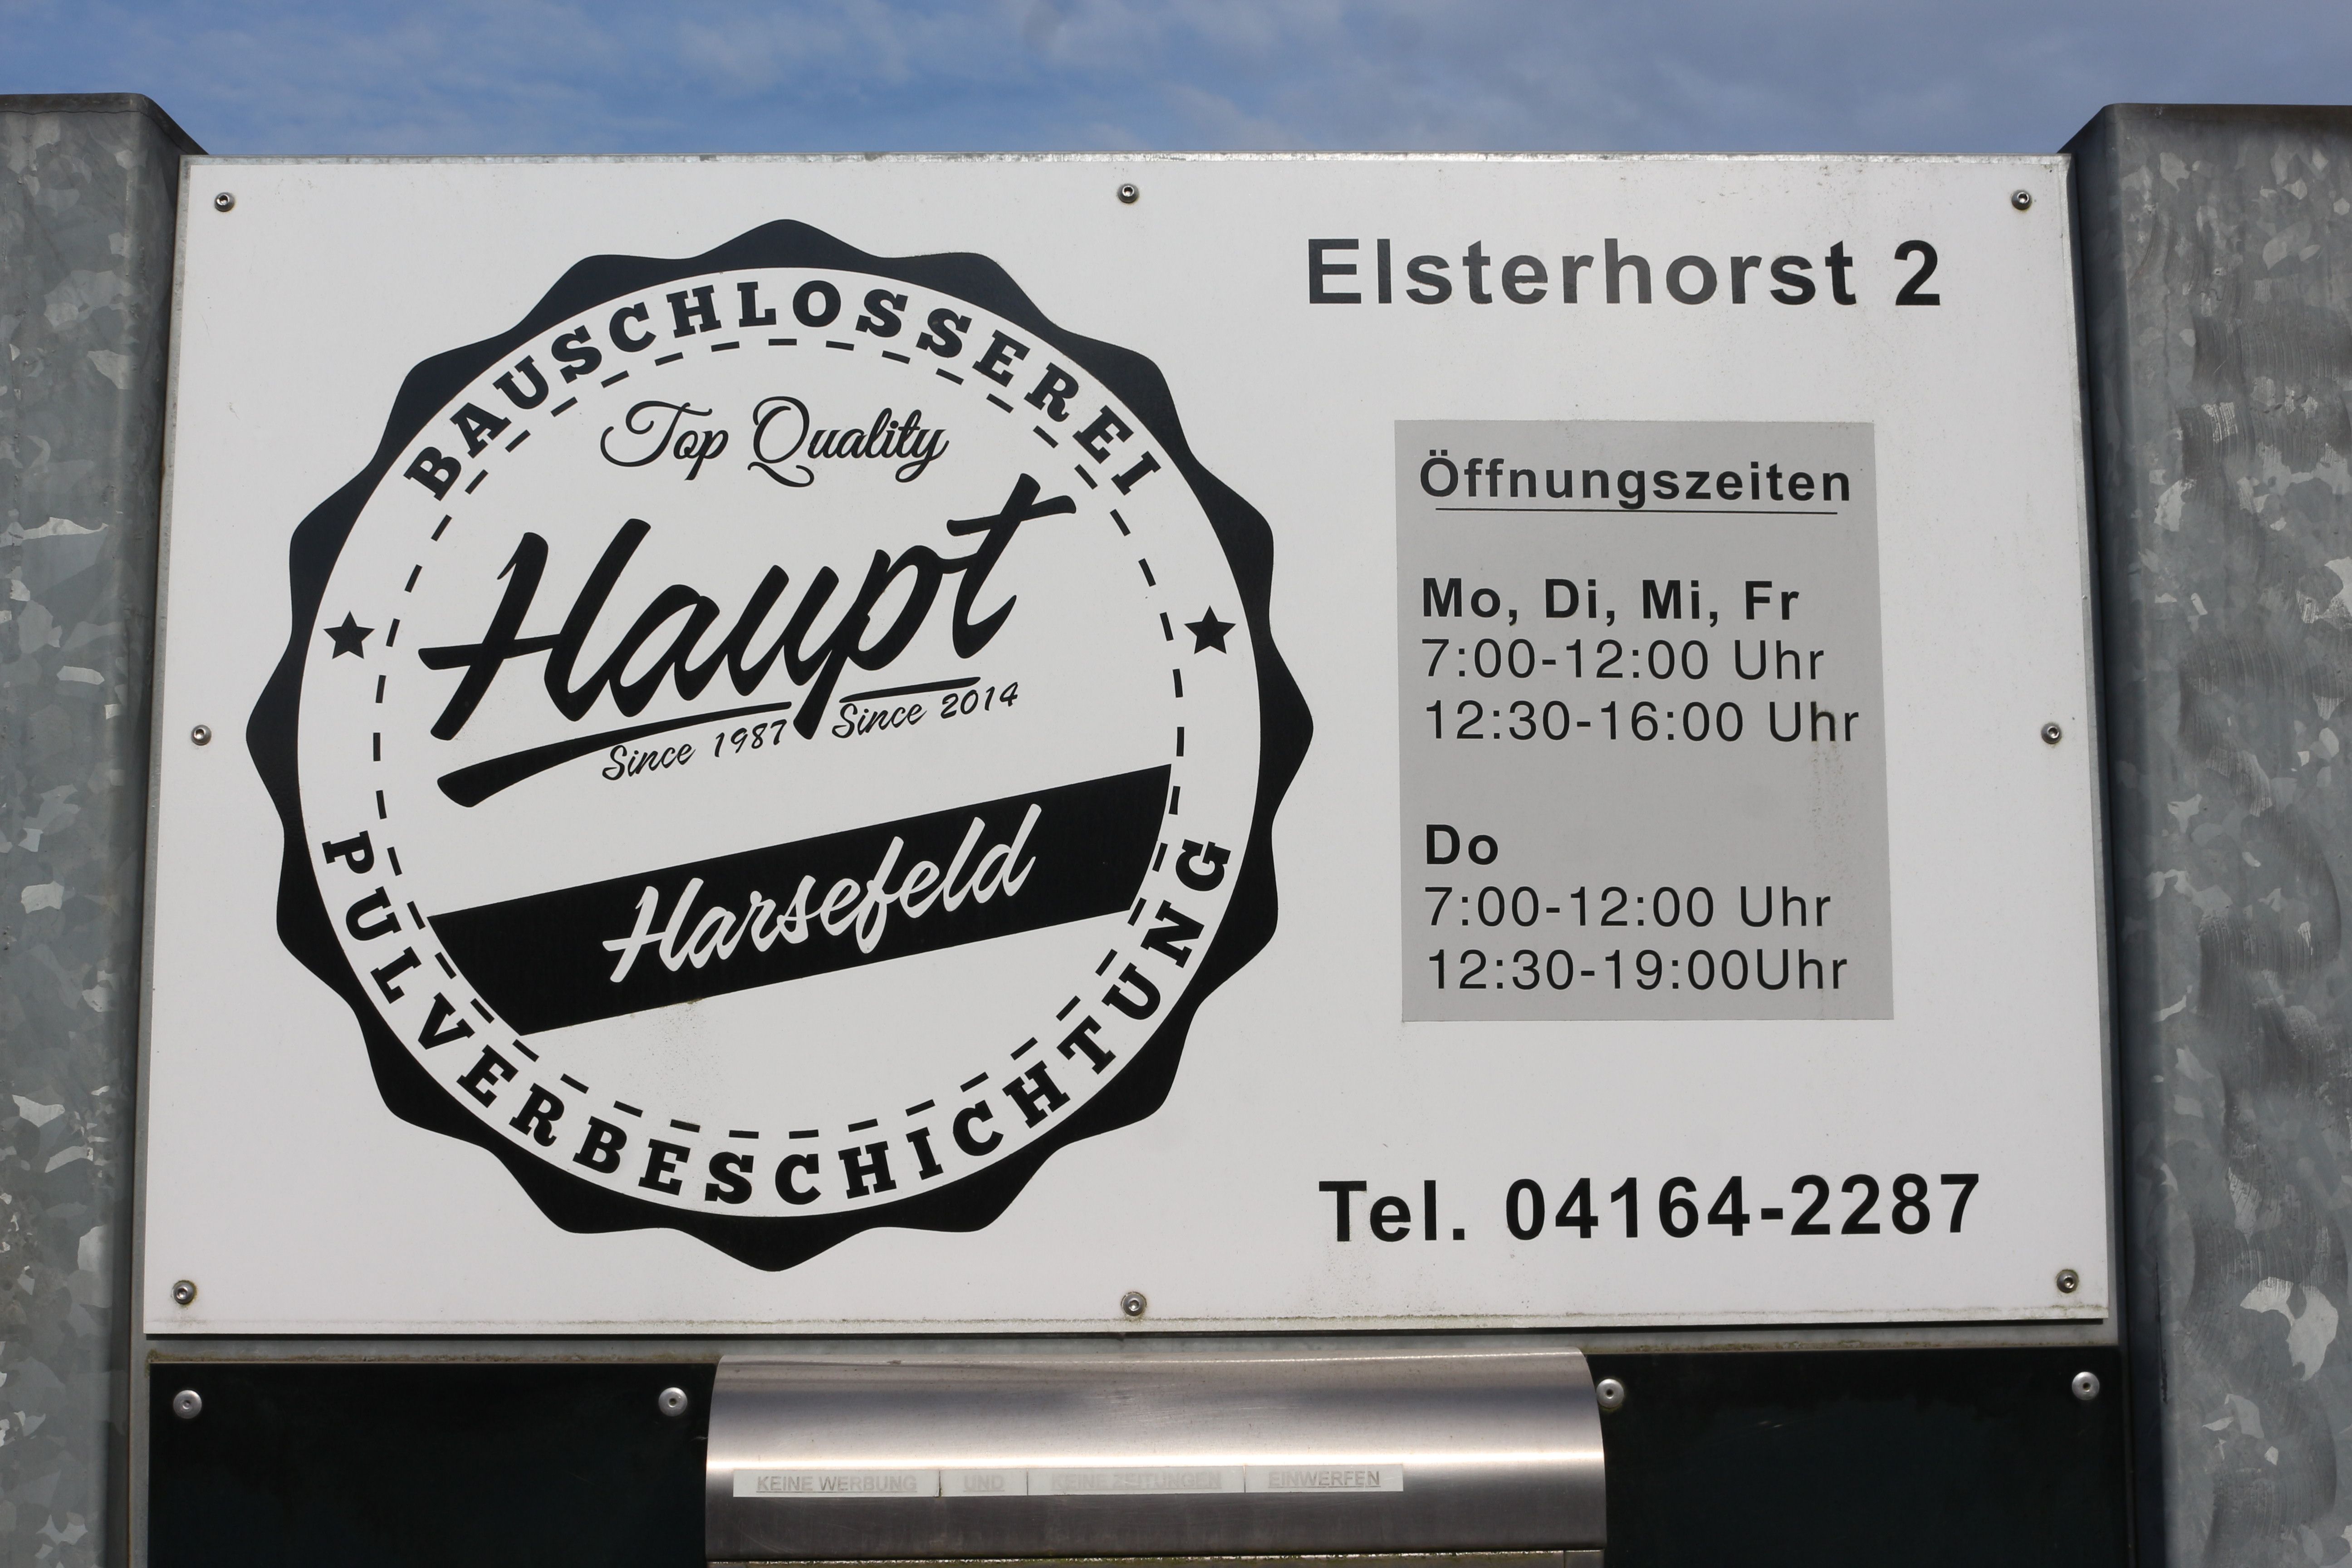 BAUSCHLOSSEREI
Top Quality
Haupt
Since 1987 Since 2014
Harsefeld
PULVERBESCHICHTUNG
Elsterhorst 2
Öffnungszeiten
Mo, Di, Mi, Fr
7:00-12:00 Uhr
12:30-16:00 Uhr
Do
7:00-12:00 Uhr
12:30-19:00Uhr
Tel. 04164-2287
KEINE WERBUNG UND KEINE ZEITUNGEN EINWERFEN